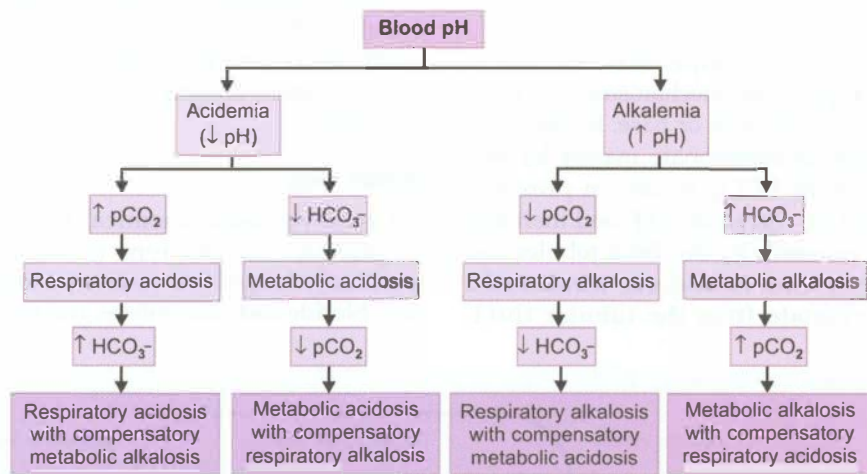 Blood pH
Acidemia
(↓ pH)
Alkalemia
(↑ pH)
↑ pCO₂
↓ HCO₃⁻
↓ pCO₂
↑ HCO₃⁻
Respiratory acidosis
Metabolic acidosis
Respiratory alkalosis
Metabolic alkalosis
↑ HCO₃⁻
↓ pCO₂
↓ HCO₃⁻
↑ pCO₂
Respiratory acidosis
with compensatory
metabolic alkalosis
Metabolic acidosis
with compensatory
respiratory alkalosis
Respiratory alkalosis
with compensatory
metabolic acidosis
Metabolic alkalosis
with compensatory
respiratory acidosis